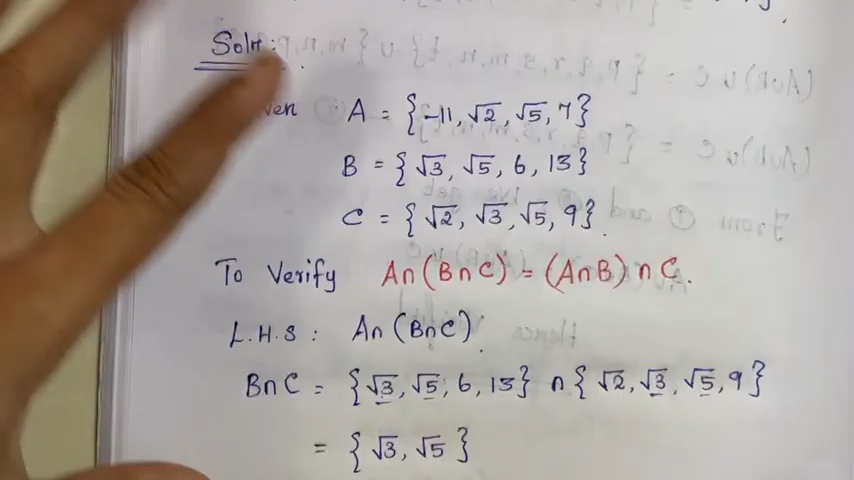 Soln:
Given A = {-11, √2, √5, 7}
B = {√3, √5, 6, 13}
C = {√2, √3, √5, 9}.
To Verify A∩(B∩C) = (A∩B)∩C.
L.H.S : A∩(B∩C).
B∩C = {√3, √5, 6, 13} ∩ {√2, √3, √5, 9}
= {√3, √5}